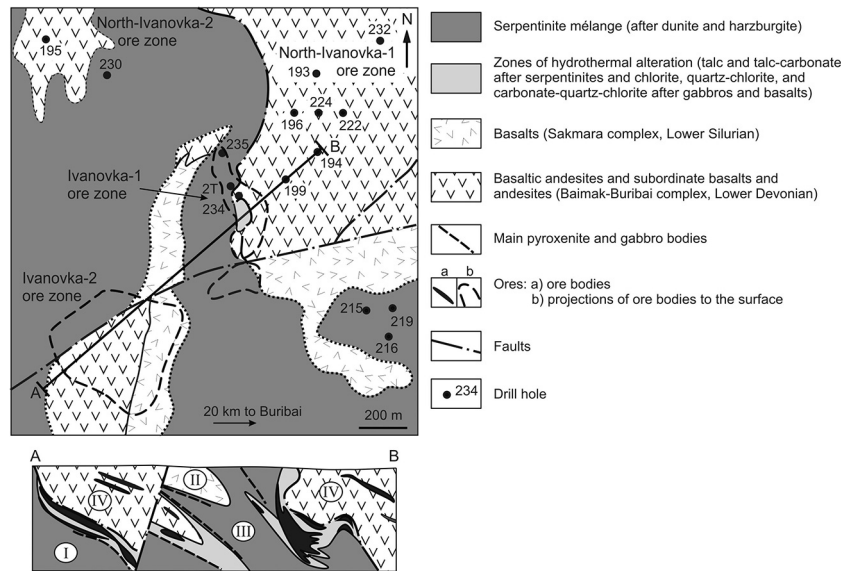 North-Ivanovka-2
ore zone
195
230
232
N
North-Ivanovka-1
ore zone
193
224
196
222
235
B
194
Ivanovka-1
ore zone
2T
199
234
Ivanovka-2
ore zone
215
219
216
A
20 km to Buribai
200 m
Serpentinite mélange (after dunite and harzburgite)
Zones of hydrothermal alteration (talc and talc-carbonate
after serpentinites and chlorite, quartz-chlorite, and
carbonate-quartz-chlorite after gabbros and basalts)
Basalts (Sakmara complex, Lower Silurian)
Basaltic andesites and subordinate basalts and
andesites (Baimak-Buribai complex, Lower Devonian)
Main pyroxenite and gabbro bodies
a b
Ores: a) ore bodies
b) projections of ore bodies to the surface
Faults
234
Drill hole
A B
II
IV
IV
III
I